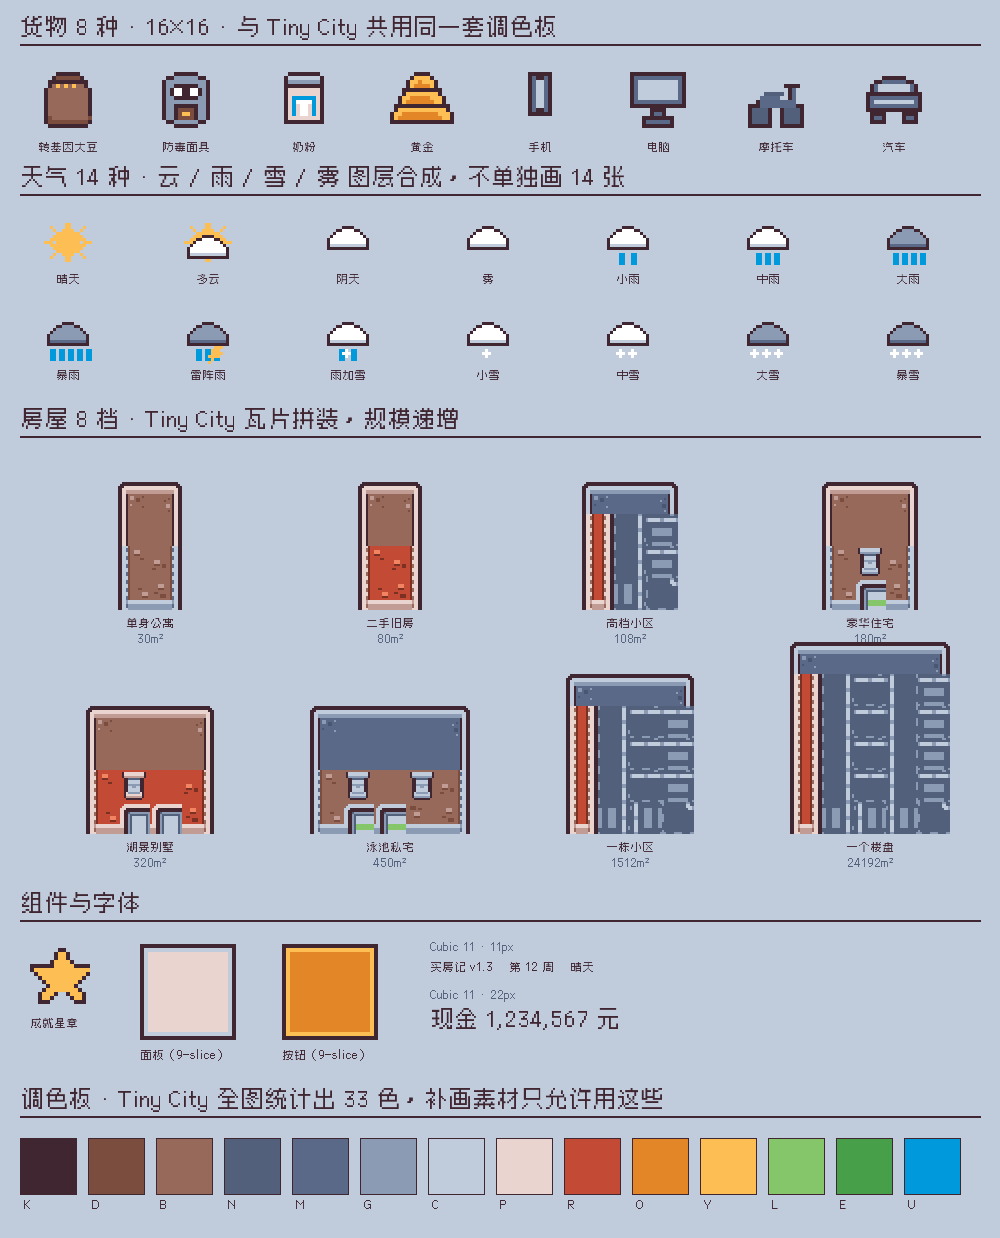 货物 8 种 · 16×16 · 与 Tiny City 共用同一套调色板
转基因大豆 防毒面具 奶粉 黄金 手机 电脑 摩托车 汽车
天气 14 种 · 云 / 雨 / 雪 / 雾 图层合成，不单独画 14 张
晴天 多云 阴天 雾 小雨 中雨 大雨
暴雨 雷阵雨 雨加雪 小雪 中雪 大雪 暴雪
房屋 8 档 · Tiny City 瓦片拼装，规模递增
单身公寓 二手旧房 高档小区 豪华住宅
30m² 80m² 108m² 180m²
湖景别墅 泳池私宅 一栋小区 一个楼盘
320m² 450m² 1512m² 24192m²
组件与字体
Cubic 11 · 11px
买房记 v1.3 第 12 周 晴天
Cubic 11 · 22px
现金 1,234,567 元
成就星章
面板（9-slice） 按钮（9-slice）
调色板 · Tiny City 全图统计出 33 色，补画素材只允许用这些
K D B N M G C P R O Y L E U